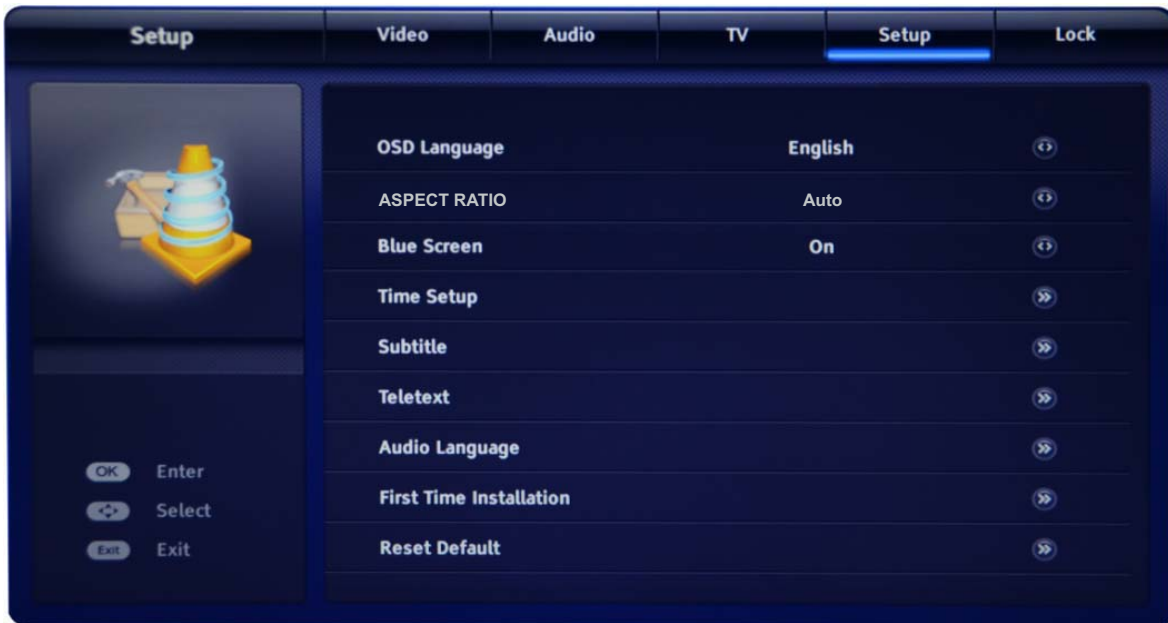 Setup Video Audio TV Setup Lock
OSD Language English
ASPECT RATIO Auto
Blue Screen On
Time Setup
Subtitle
Teletext
Audio Language
First Time Installation
Reset Default
OK Enter
Select
Exit Exit